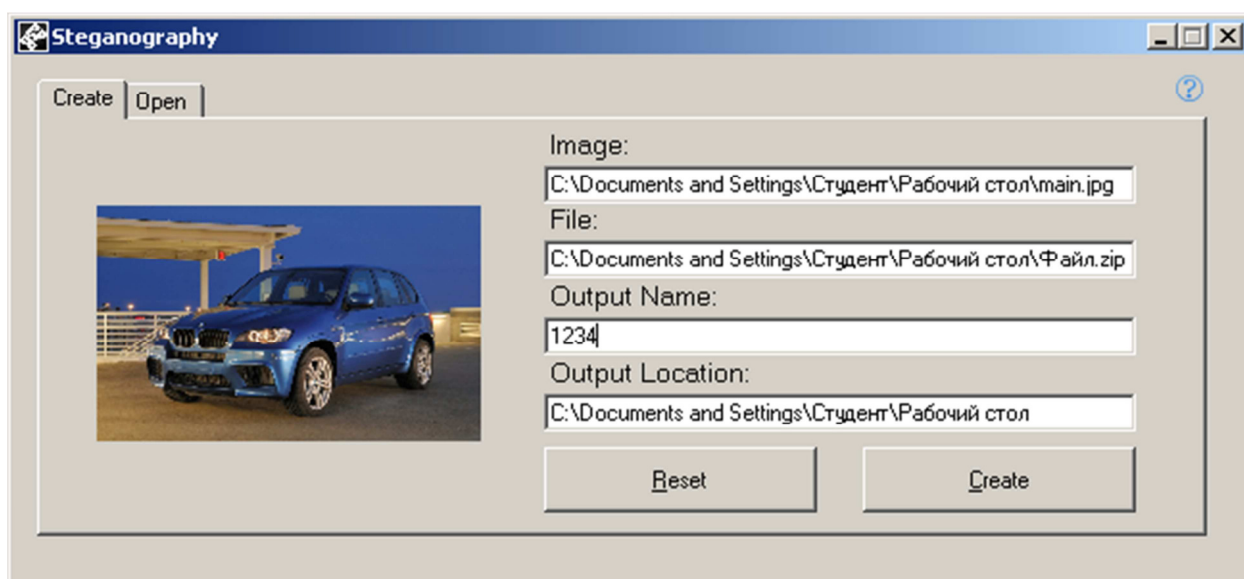 Steganography
Create
Open
Image:
C:\Documents and Settings\Студент\Рабочий стол\main.jpg
File:
C:\Documents and Settings\Студент\Рабочий стол\Файл.zip
Output Name:
1234
Output Location:
C:\Documents and Settings\Студент\Рабочий стол
Reset
Create